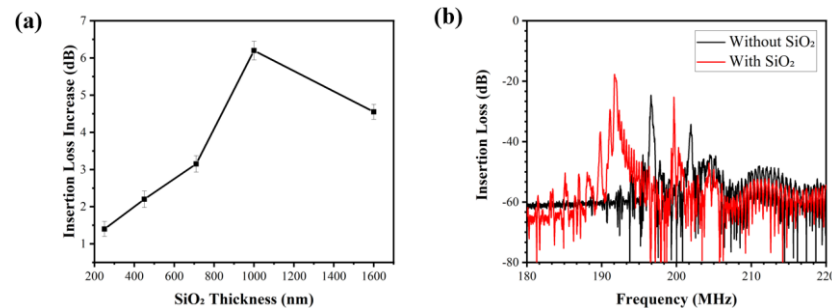 (a)
7
6
5
4
3
2
1
Insertion Loss Increase (dB)
200 400 600 800 1000 1200 1400 1600
SiO₂ Thickness (nm)
(b)
0
-20
-40
-60
-80
Insertion Loss (dB)
Without SiO₂
With SiO₂
180 190 200 210 220
Frequency (MHz)